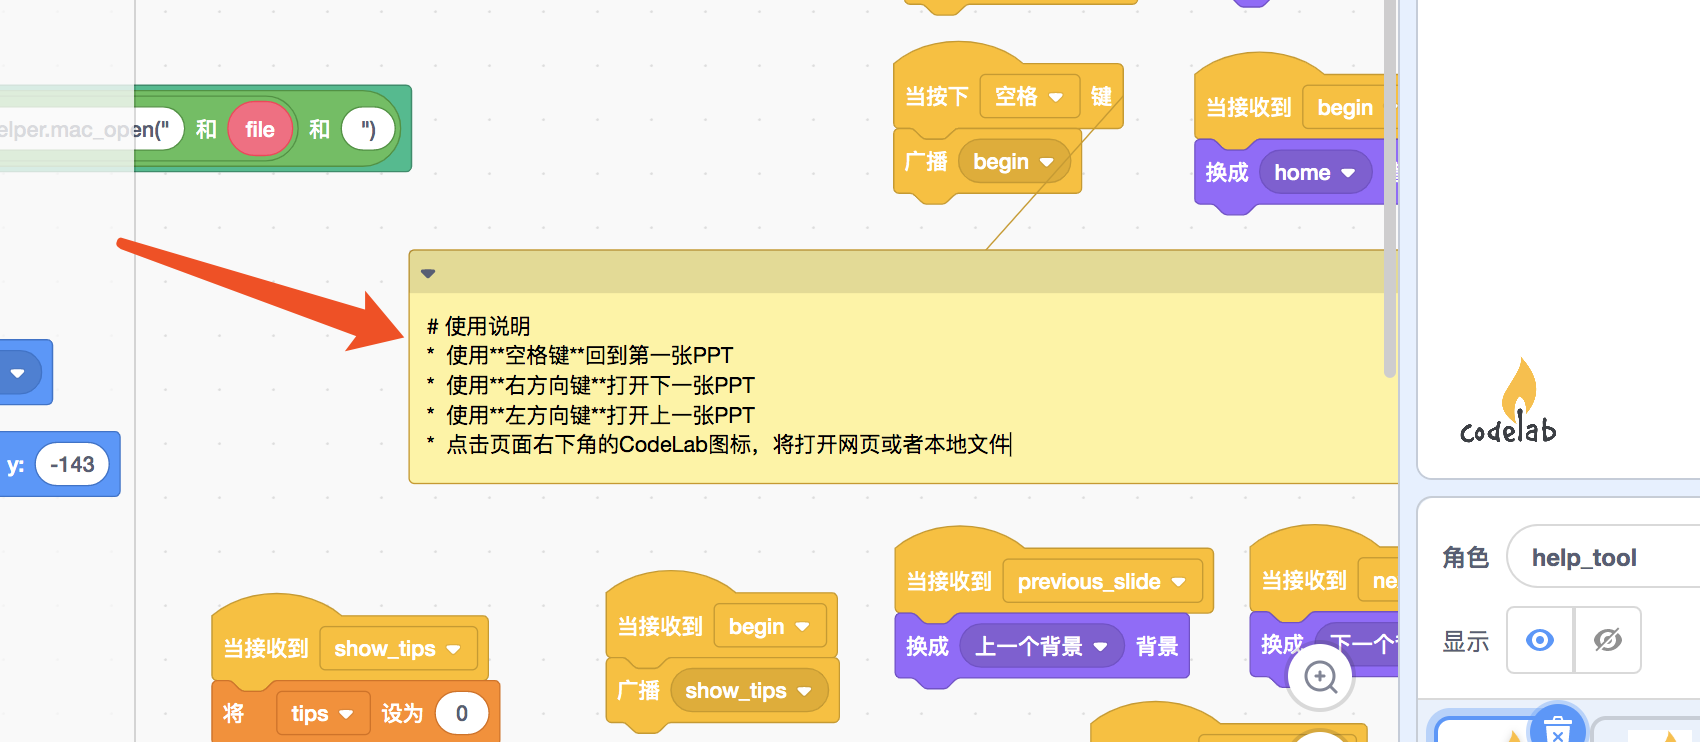 当按下 空格 键
广播 begin
当接收到 begin
换成 home
elper.mac_open(" 和 file 和 ")
# 使用说明
* 使用**空格键**回到第一张PPT
* 使用**右方向键**打开下一张PPT
* 使用**左方向键**打开上一张PPT
* 点击页面右下角的CodeLab图标，将打开网页或者本地文件
y: -143
codelab
当接收到 show_tips
将 tips 设为 0
当接收到 begin
广播 show_tips
当接收到 previous_slide
换成 上一个背景 背景
当接收到 ne
换成 下一个
角色 help_tool
显示